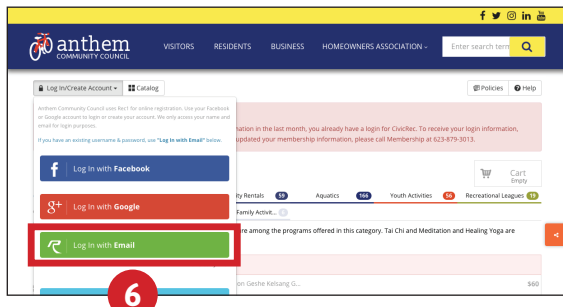 anthem
COMMUNITY COUNCIL
VISITORS RESIDENTS BUSINESS HOMEOWNERS ASSOCIATION
Enter search term
Log In/Create Account Catalog Policies Help
Anthem Community Council uses Rec1 for online registration. Use your Facebook
or Google account to login or create your account. We only access your name and
email for login purposes.
If you have an existing username & password, use "Log In with Email" below.
mation in the last month, you already have a login for CivicRec. To receive your login information,
updated your membership information, please call Membership at 623-879-3013.
f Log In with Facebook
Cart
Empty
ity Rentals 59 Aquatics 166 Youth Activities 56 Recreational Leagues 13
g+ Log In with Google
Family Activit...
re among the programs offered in this category. Tai Chi and Meditation and Healing Yoga are
Log In with Email
on Geshe Kelsang G... $60
6